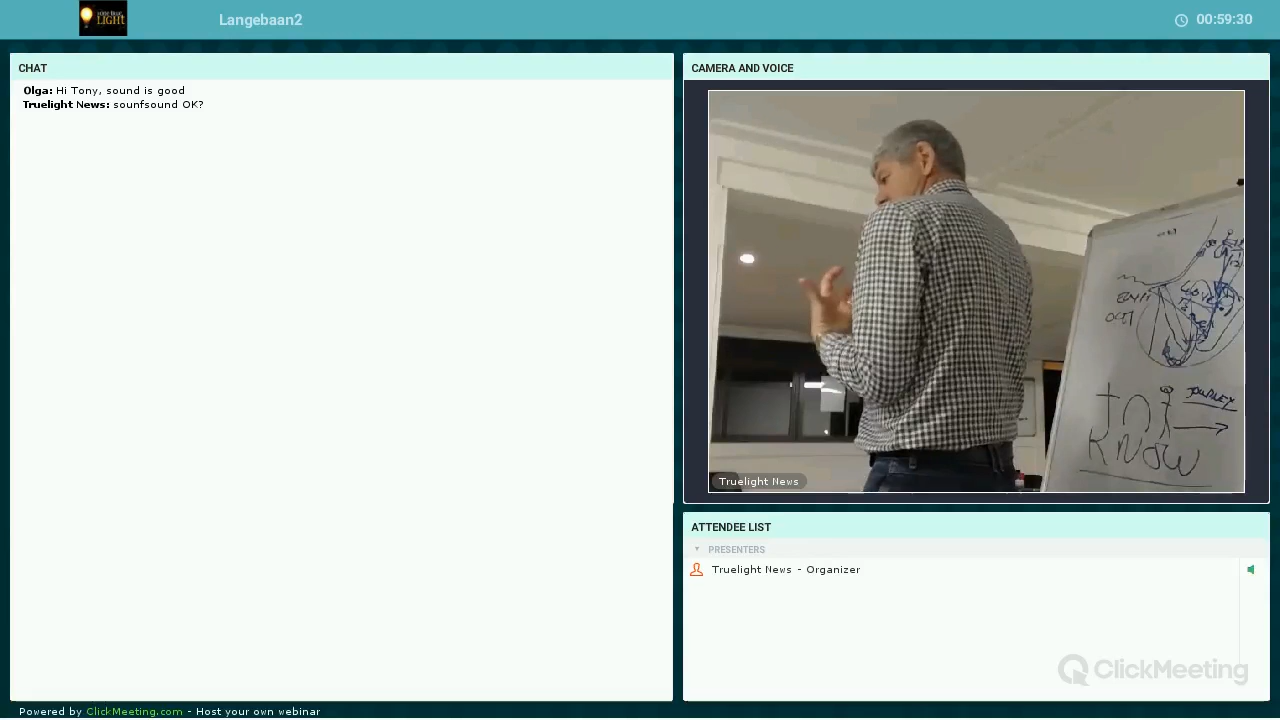 LIGHT
Langebaan2
00:59:30
CHAT
Olga: Hi Tony, sound is good
Truelight News: sounfsound OK?
CAMERA AND VOICE
JOURNEY
KNOW
Truelight News
ATTENDEE LIST
PRESENTERS
Truelight News - Organizer
ClickMeeting
Powered by ClickMeeting.com - Host your own webinar